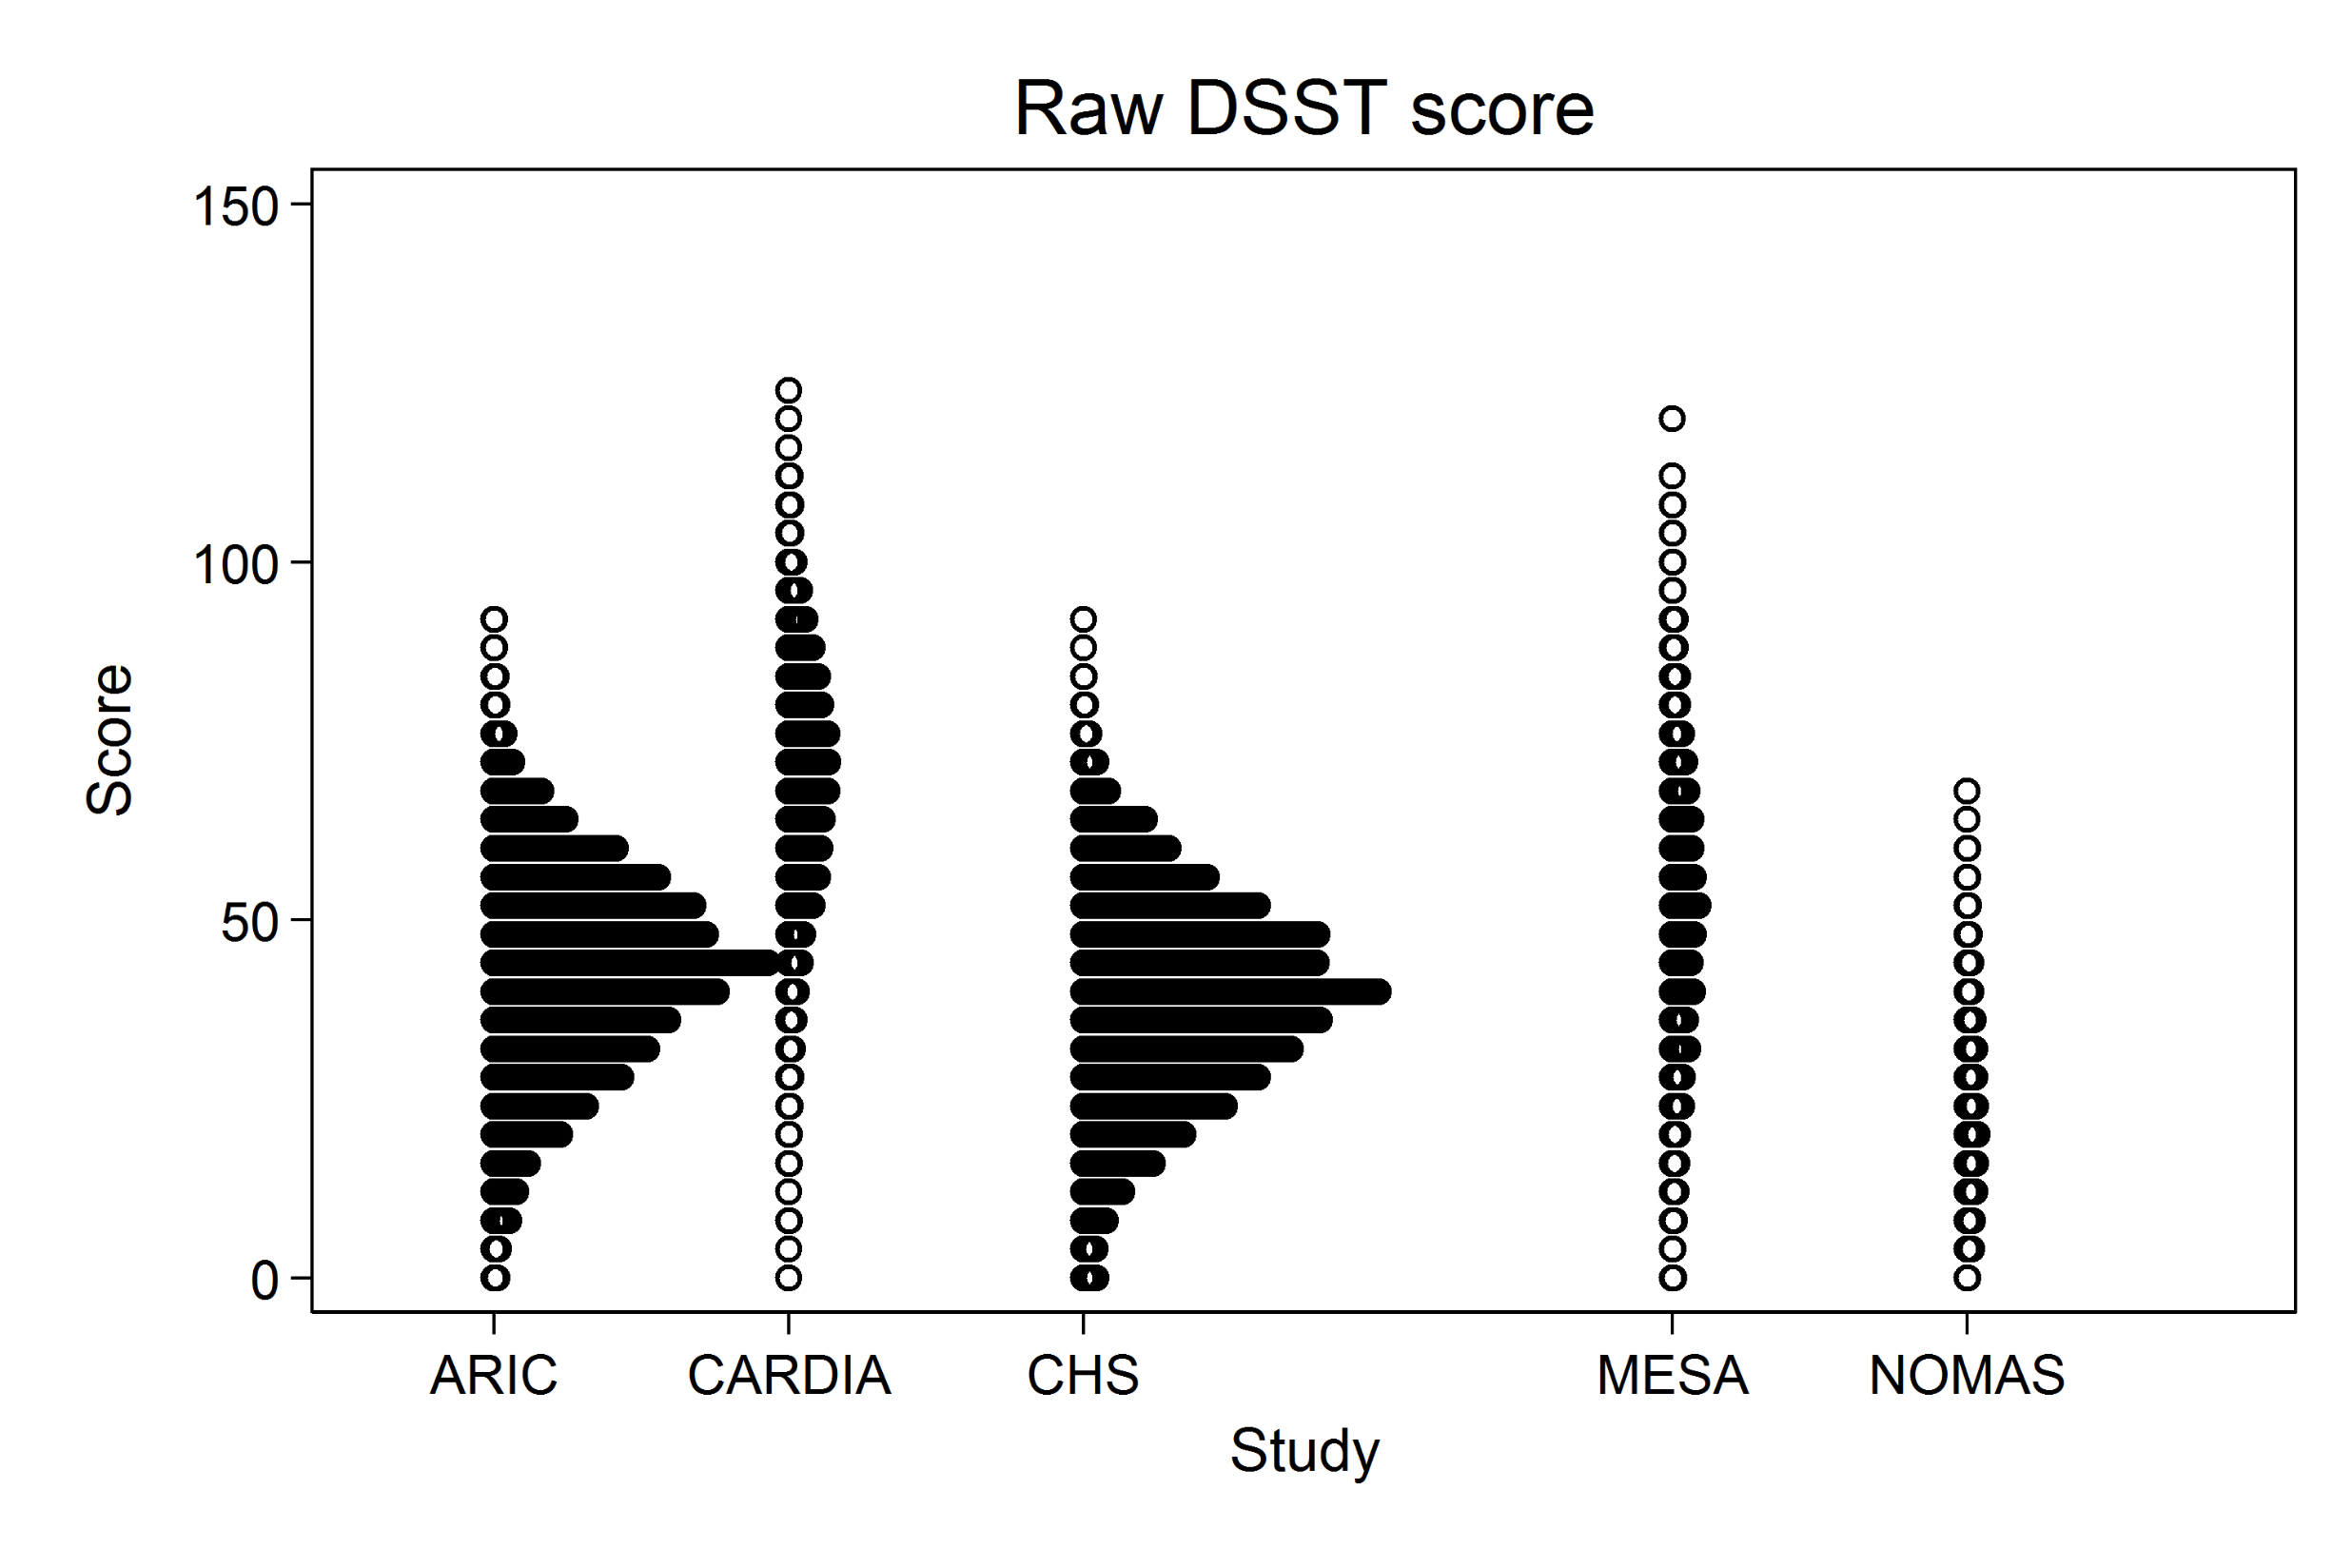 Raw DSST score
150
100
50
0
Score
ARIC CARDIA CHS MESA NOMAS
Study